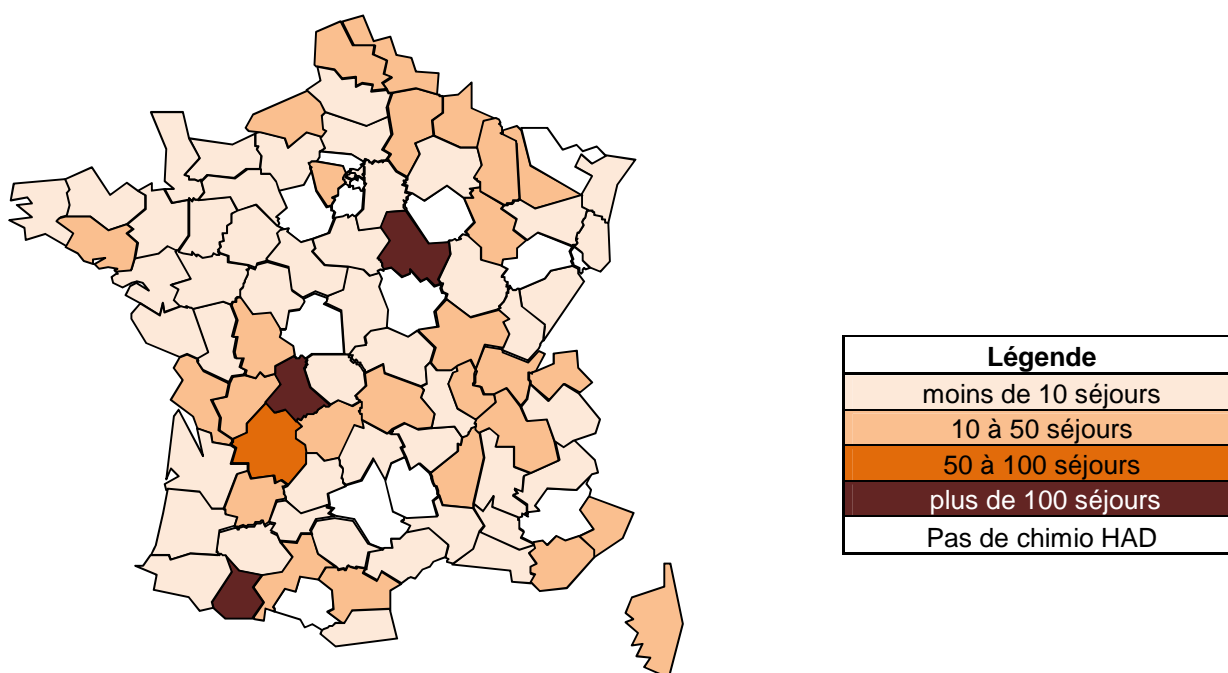 Légende
moins de 10 séjours
10 à 50 séjours
50 à 100 séjours
plus de 100 séjours
Pas de chimio HAD